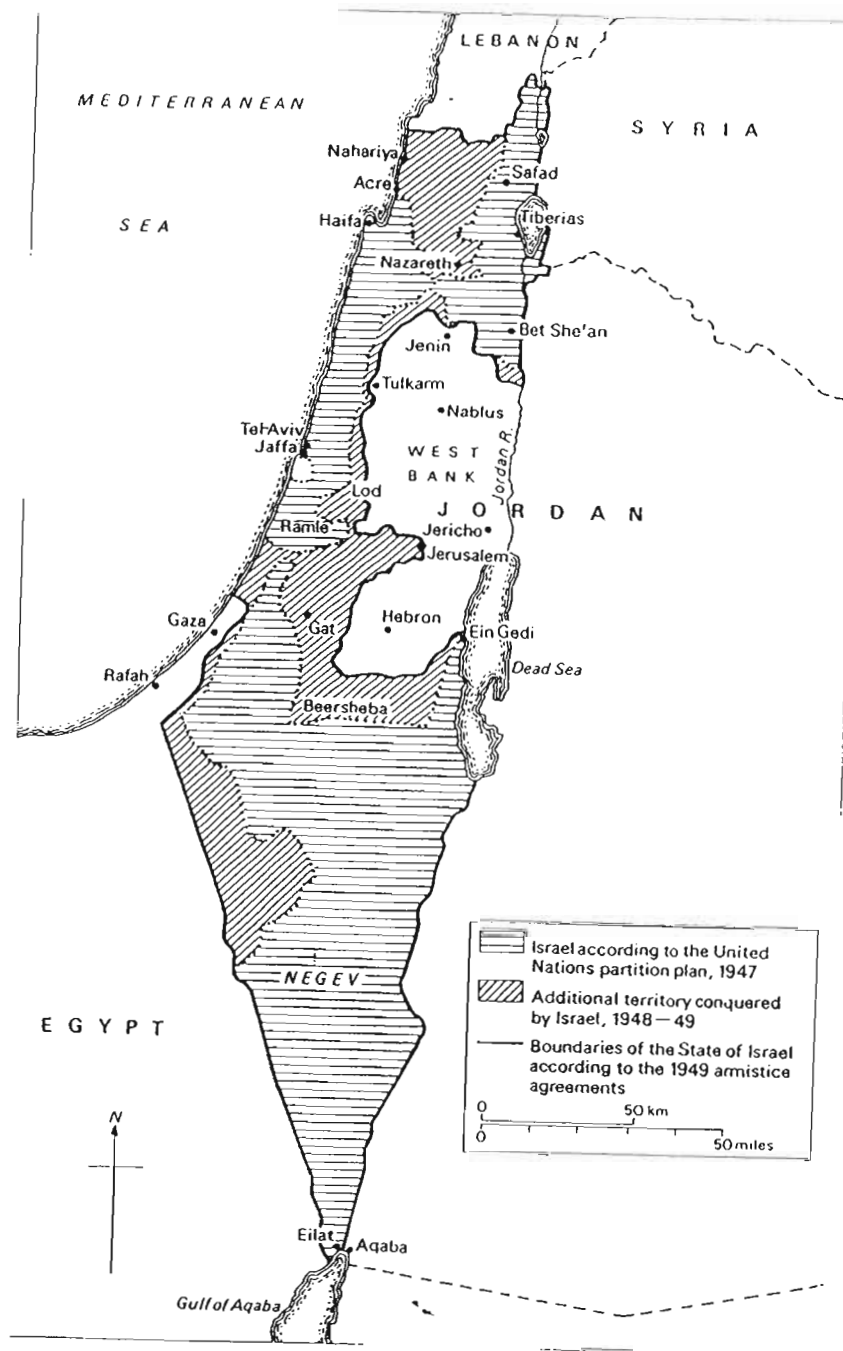 LEBANON
MEDITERRANEAN
SYRIA
Nahariya
Safad
Acre
Tiberias
Haifa
SEA
Nazareth
Bet She'an
Jenin
Tulkarm
Nablus
Tel-Aviv
Jaffa
WEST
BANK
Jordan R.
Lod
JORDAN
Ramle
Jericho
Jerusalem
Gaza
Gat
Hebron
Ein Gedi
Rafah
Dead Sea
Beersheba
NEGEV
EGYPT
Israel according to the United
Nations partition plan, 1947
Additional territory conquered
by Israel, 1948–49
Boundaries of the State of Israel
according to the 1949 armistice
agreements
0 50 km
0 50 miles
N
Eilat
Aqaba
Gulf of Aqaba